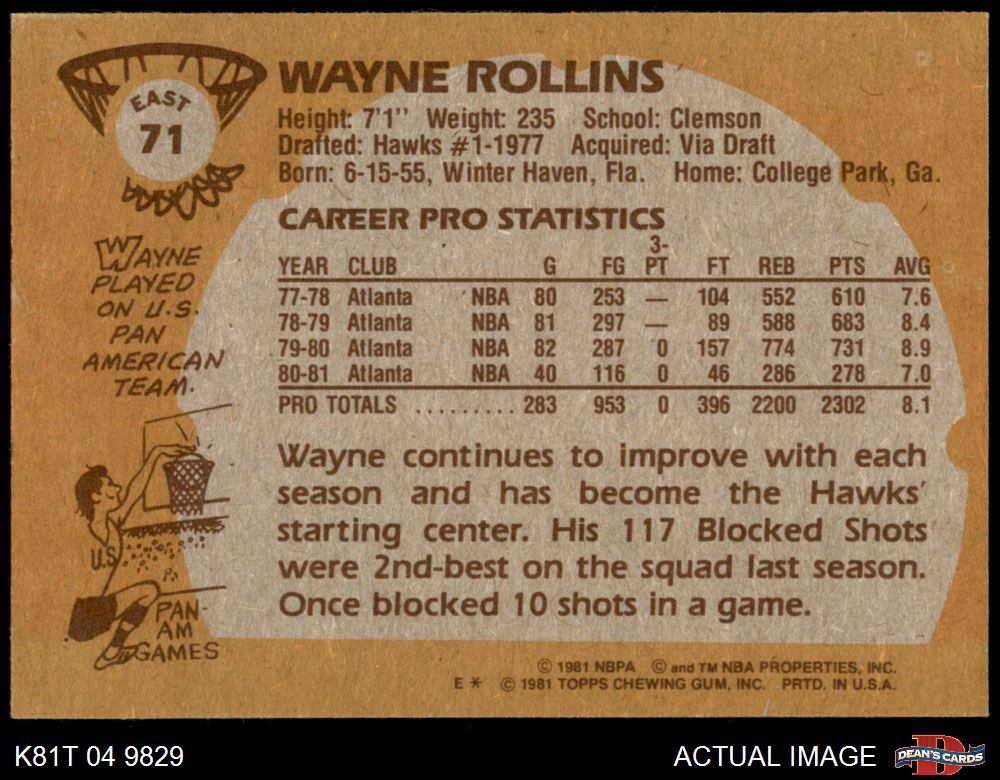 EAST
71
WAYNE ROLLINS
Height: 7'1" Weight: 235 School: Clemson
Drafted: Hawks #1-1977 Acquired: Via Draft
Born: 6-15-55, Winter Haven, Fla. Home: College Park, Ga.
CAREER PRO STATISTICS
YEAR CLUB G FG 3-PT FT REB PTS AVG
77-78 Atlanta NBA 80 253 — 104 552 610 7.6
78-79 Atlanta NBA 81 297 — 89 588 683 8.4
79-80 Atlanta NBA 82 287 0 157 774 731 8.9
80-81 Atlanta NBA 40 116 0 46 286 278 7.0
PRO TOTALS ......... 283 953 0 396 2200 2302 8.1
WAYNE
PLAYED
ON U.S.
PAN
AMERICAN
TEAM.
U.S.
PAN-
AM
GAMES
Wayne continues to improve with each
season and has become the Hawks'
starting center. His 117 Blocked Shots
were 2nd-best on the squad last season.
Once blocked 10 shots in a game.
© 1981 NBPA © and TM NBA PROPERTIES, INC.
E * © 1981 TOPPS CHEWING GUM, INC. PRTD. IN U.S.A.
K81T 04 9829
ACTUAL IMAGE
DEAN'S CARDS